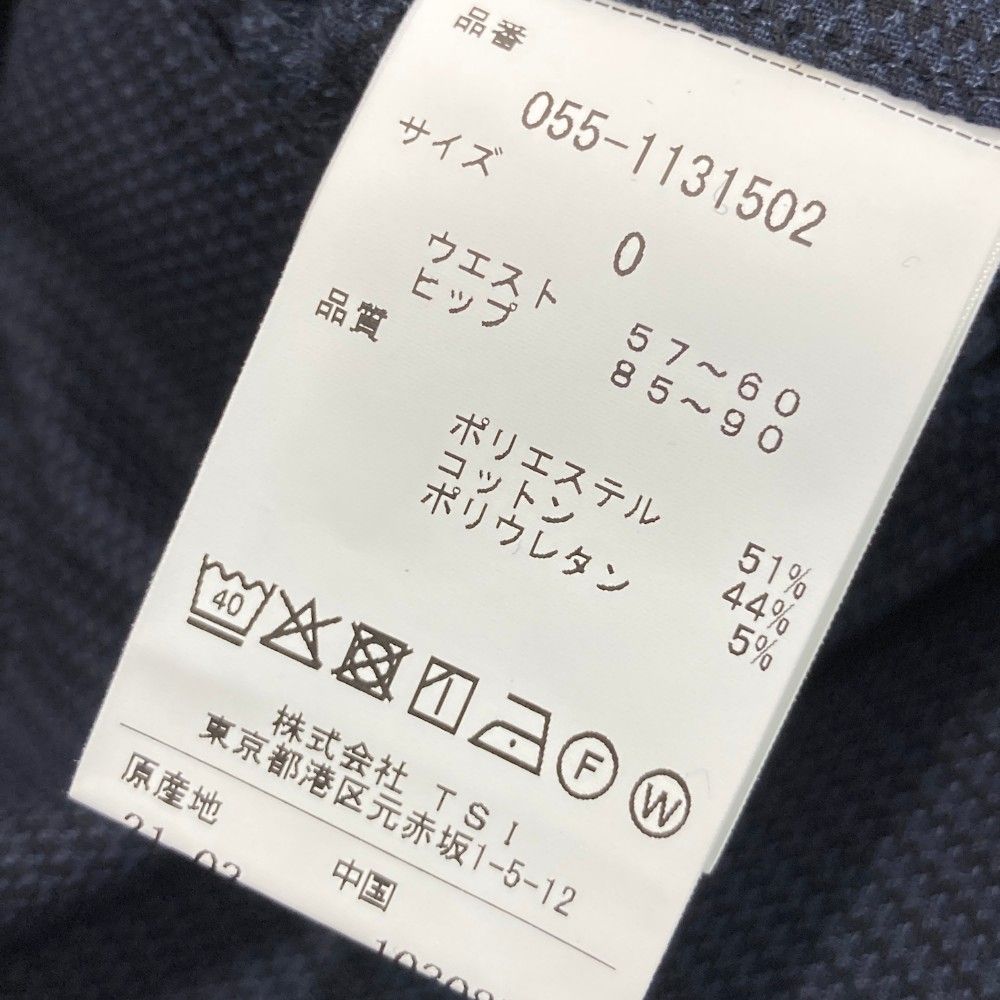 品番
055-1131502
サイズ
0
ウエスト 57～60
ヒップ 85～90
品質
ポリエステル 51%
コットン 44%
ポリウレタン 5%
40
F W
株式会社 TSI
東京都港区元赤坂1-5-12
原産地
中国